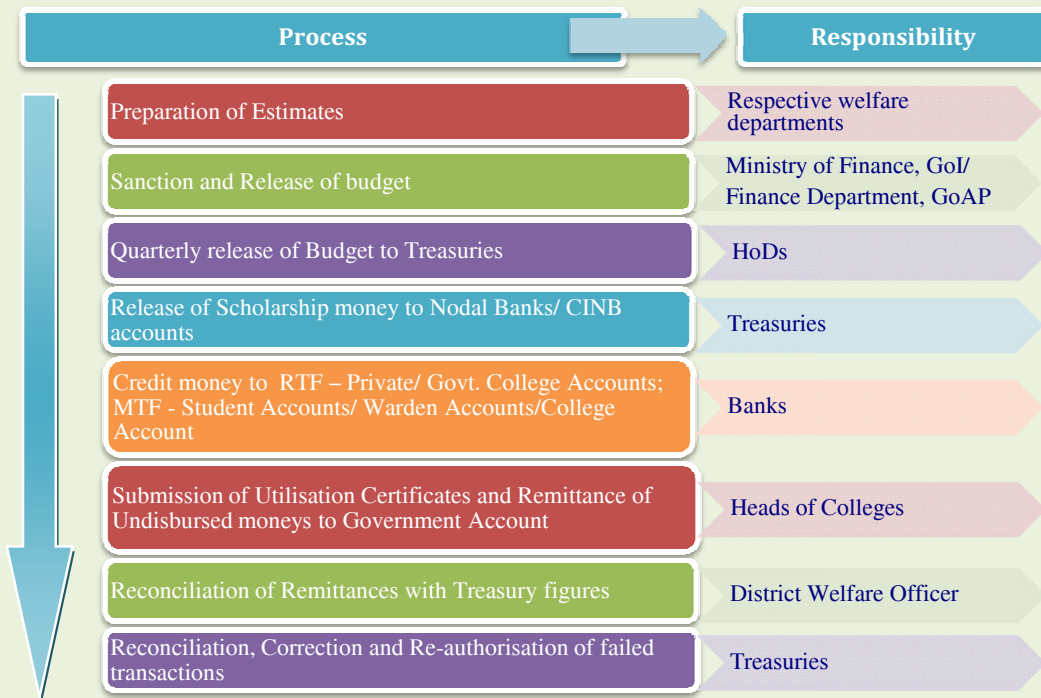 Process
Responsibility
Preparation of Estimates
Respective welfare
departments
Sanction and Release of budget
Ministry of Finance, GoI/
Finance Department, GoAP
Quarterly release of Budget to Treasuries
HoDs
Release of Scholarship money to Nodal Banks/ CINB
accounts
Treasuries
Credit money to RTF – Private/ Govt. College Accounts;
MTF - Student Accounts/ Warden Accounts/College
Account
Banks
Submission of Utilisation Certificates and Remittance of
Undisbursed moneys to Government Account
Heads of Colleges
Reconciliation of Remittances with Treasury figures
District Welfare Officer
Reconciliation, Correction and Re-authorisation of failed
transactions
Treasuries